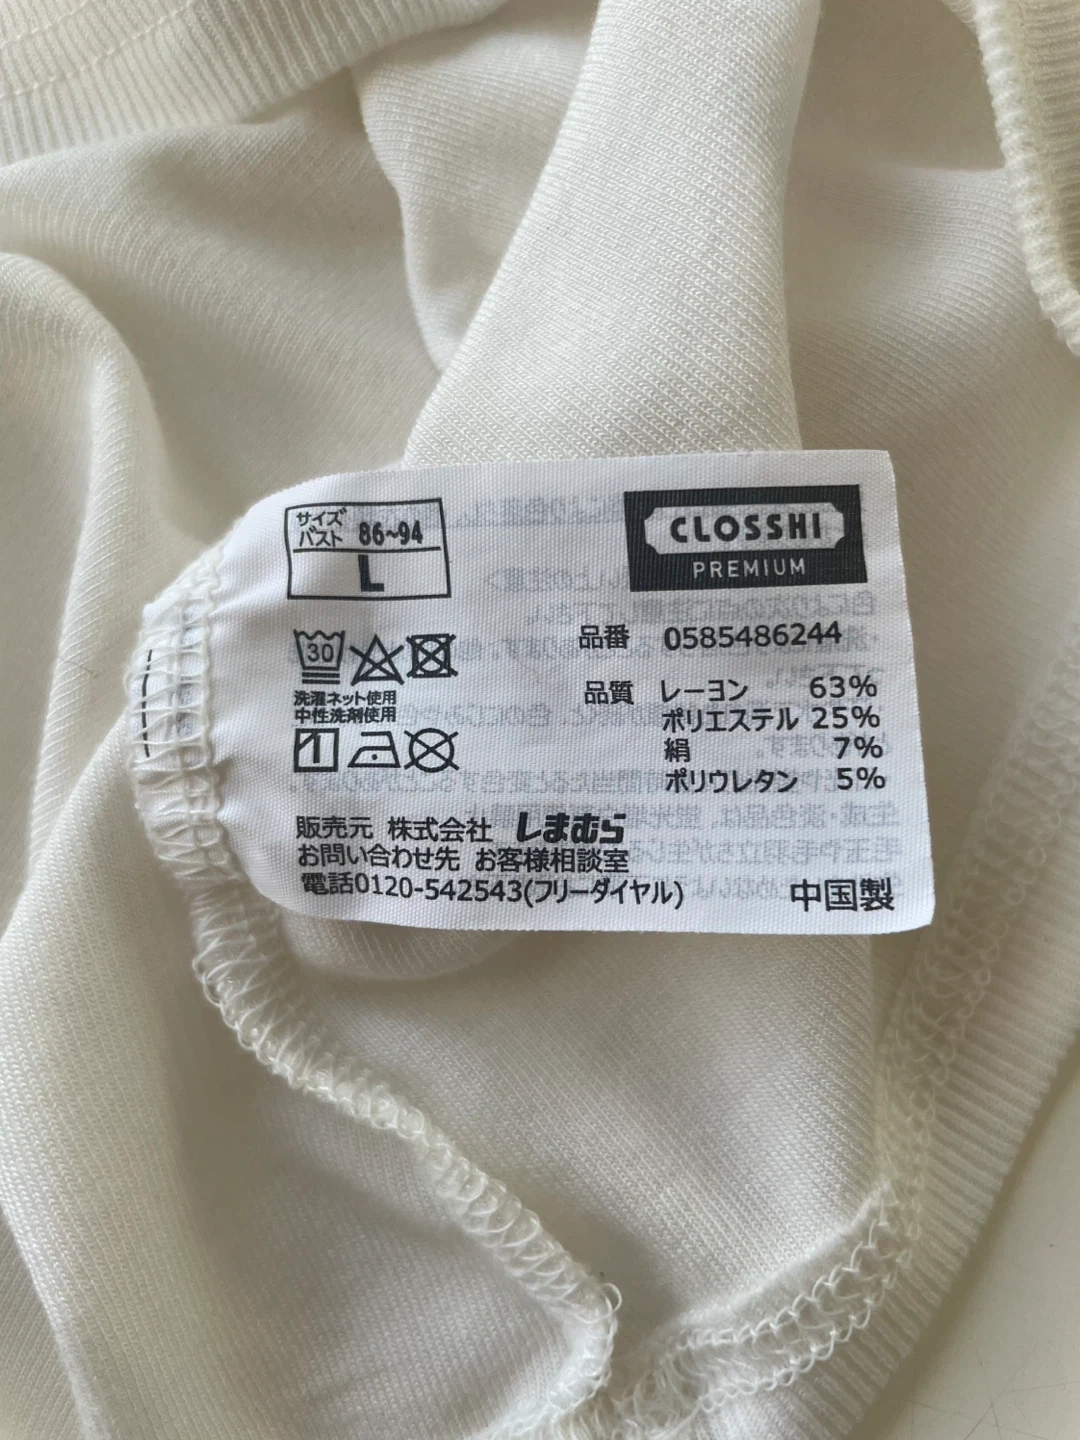 サイズ
バスト 86~94
L
CLOSSHI
PREMIUM
30
洗濯ネット使用
中性洗剤使用
品番 0585486244
品質 レーヨン 63%
ポリエステル 25%
絹 7%
ポリウレタン 5%
販売元 株式会社 しまむら
お問い合わせ先 お客様相談室
電話0120-542543(フリーダイヤル)
中国製